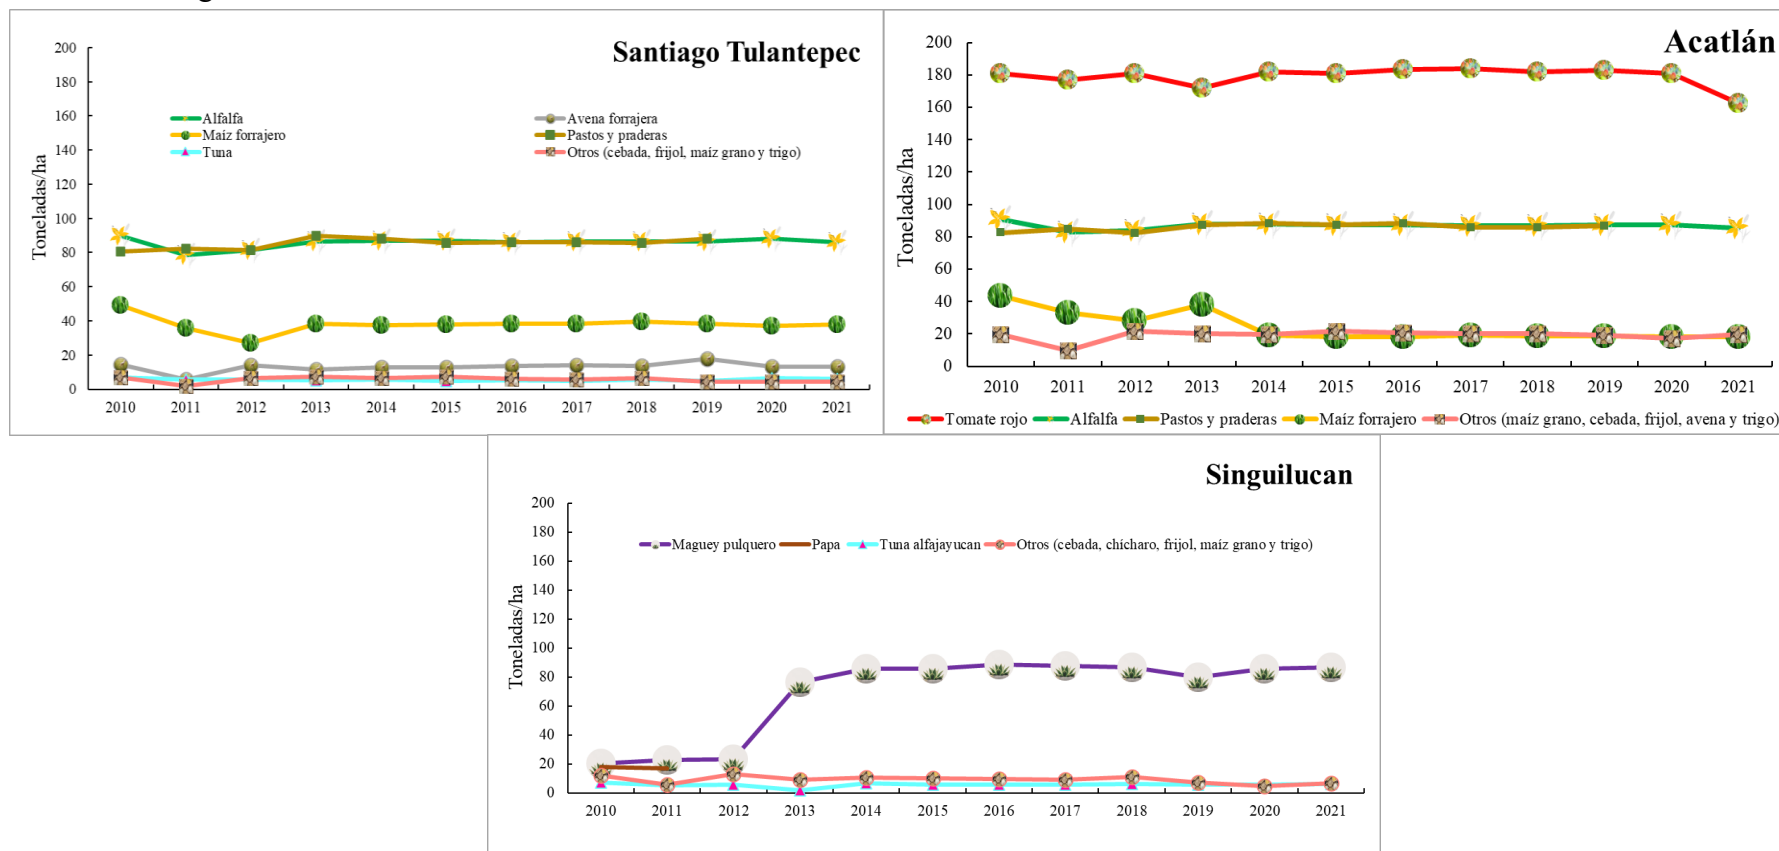 Santiago Tulantepec
200
180
160
140
120
100
80
60
40
20
0
Toneladas/ha
Alfalfa
Avena forrajera
Maíz forrajero
Pastos y praderas
Tuna
Otros (cebada, frijol, maíz grano y trigo)
2010 2011 2012 2013 2014 2015 2016 2017 2018 2019 2020 2021
Acatlán
200
180
160
140
120
100
80
60
40
20
0
Toneladas/ha
2010 2011 2012 2013 2014 2015 2016 2017 2018 2019 2020 2021
Tomate rojo Alfalfa Pastos y praderas Maíz forrajero Otros (maíz grano, cebada, frijol, avena y trigo)
Singuilucan
200
180
160
140
120
100
80
60
40
20
0
Toneladas/ha
Maguey pulquero Papa Tuna alfajayucan Otros (cebada, chícharo, frijol, maíz grano y trigo)
2010 2011 2012 2013 2014 2015 2016 2017 2018 2019 2020 2021